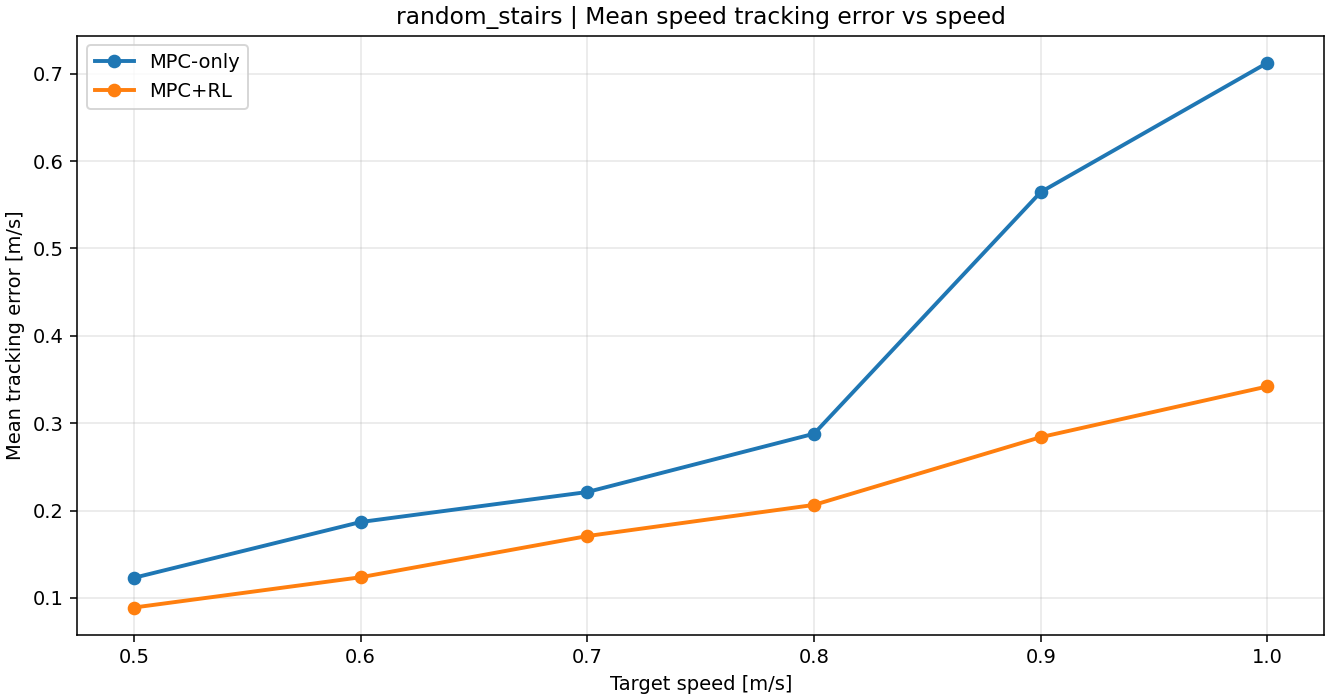 random_stairs | Mean speed tracking error vs speed
MPC-only
MPC+RL
Mean tracking error [m/s]
0.7
0.6
0.5
0.4
0.3
0.2
0.1
0.5 0.6 0.7 0.8 0.9 1.0
Target speed [m/s]